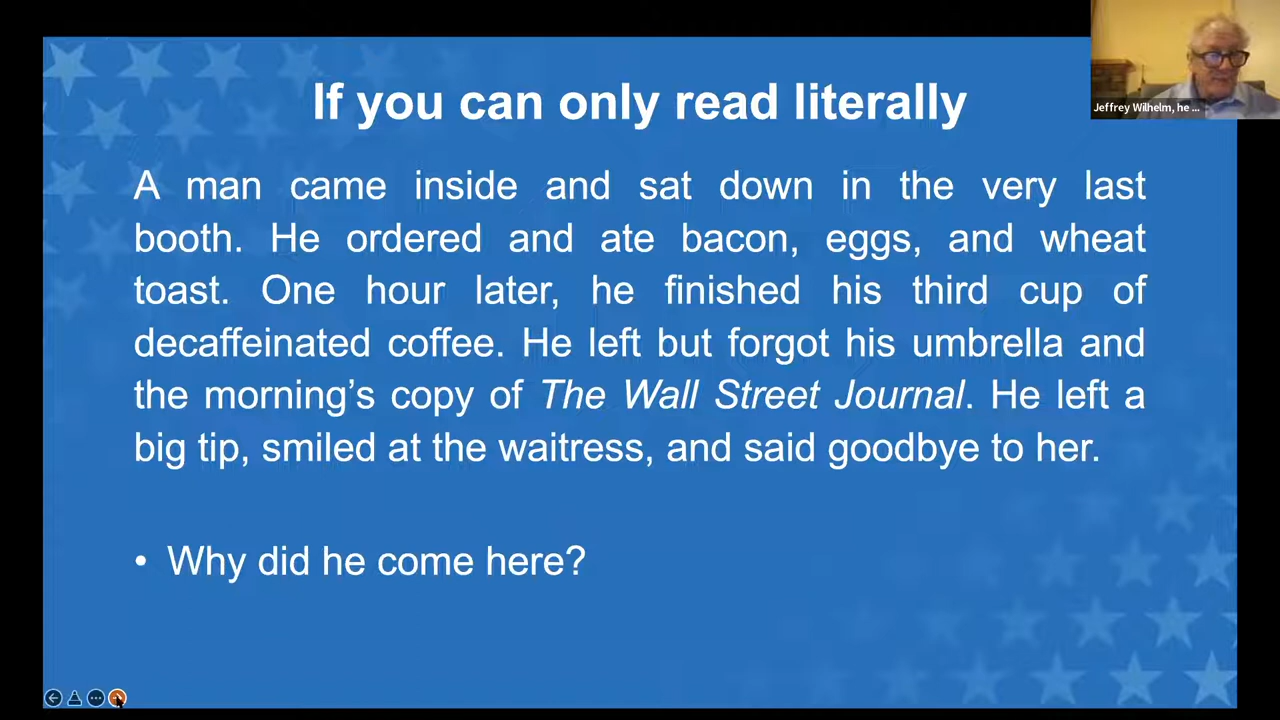 If you can only read literally
Jeffrey Wilhelm, he ...
A man came inside and sat down in the very last
booth. He ordered and ate bacon, eggs, and wheat
toast. One hour later, he finished his third cup of
decaffeinated coffee. He left but forgot his umbrella and
the morning’s copy of The Wall Street Journal. He left a
big tip, smiled at the waitress, and said goodbye to her.
• Why did he come here?